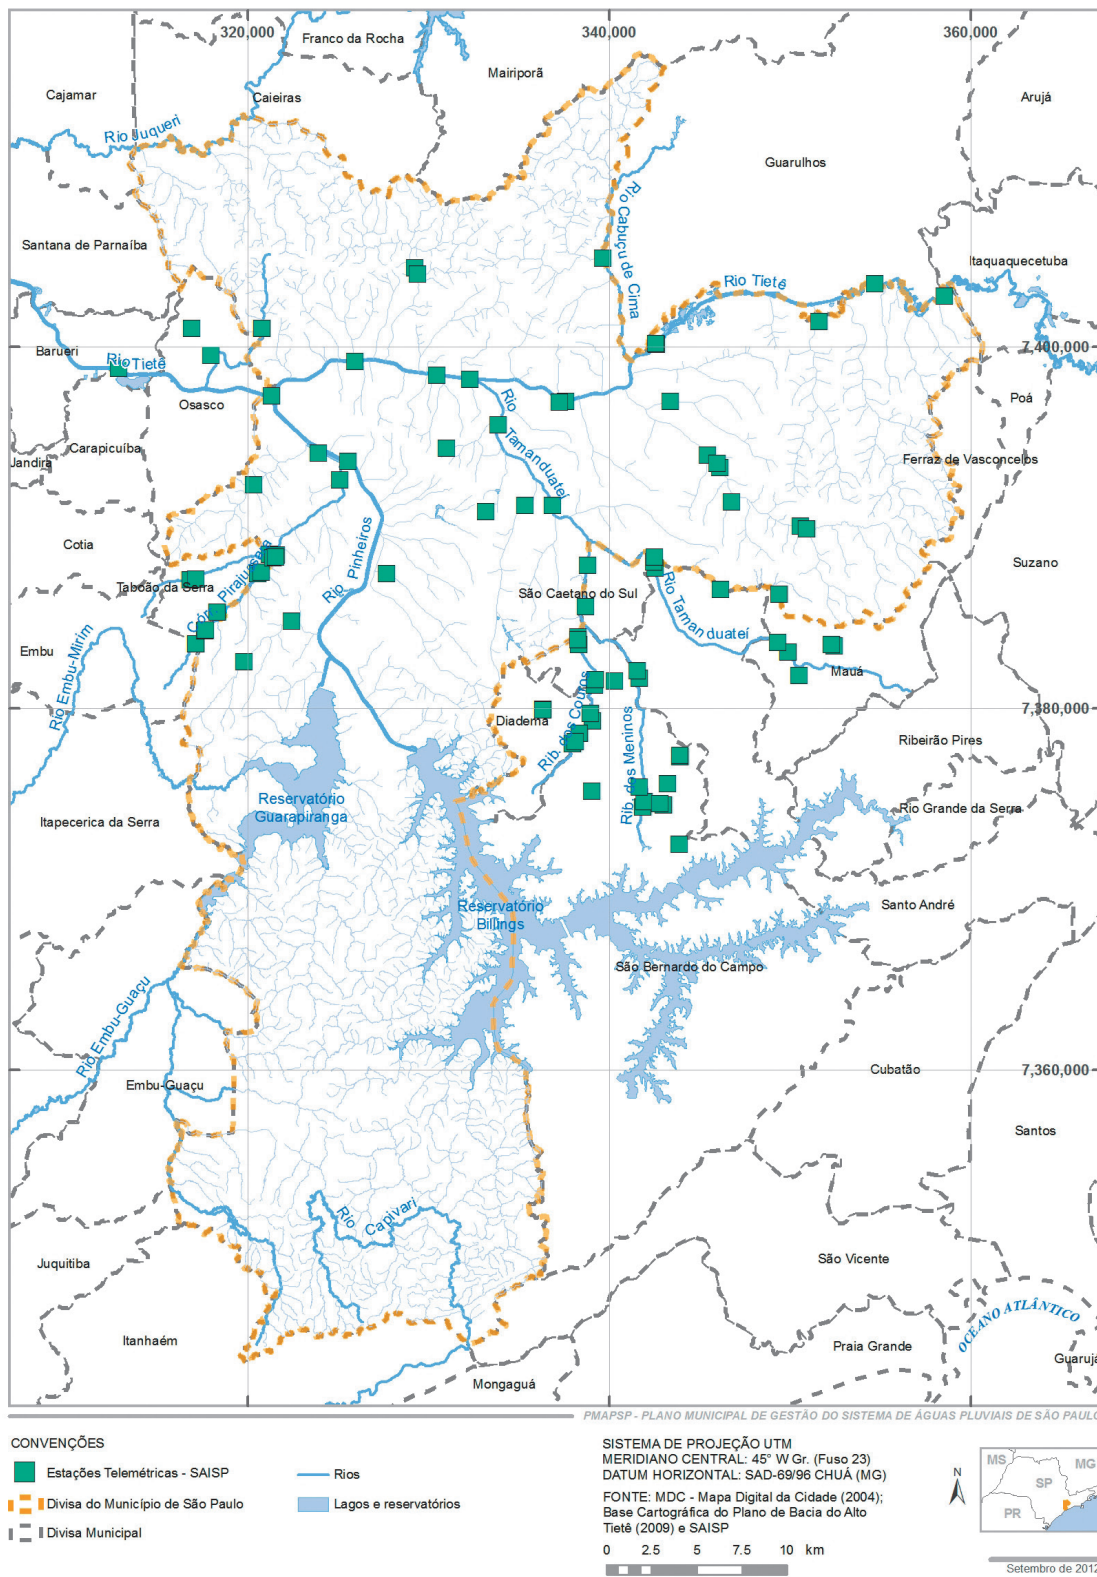 320,000
340,000
360,000
Franco da Rocha
Mairiporã
Cajamar
Caieiras
Arujá
Rio Juqueri
Guarulhos
Rio Cabuçu de Cima
Santana de Parnaíba
Itaquaquecetuba
Rio Tietê
Barueri
Rio Tietê
7,400,000
Osasco
Rio Tamanduateí
Poá
Carapicuíba
Jandira
Ferraz de Vasconcelos
Cotia
Suzano
Rio Pinheiros
Taboão da Serra
Córr. Pirajussara
São Caetano do Sul
Rio Tamanduateí
Embu
Rio Embu-Mirim
Mauá
Rib. dos Couros
Diadema
7,380,000
Rib. dos Meninos
Ribeirão Pires
Reservatório
Guarapiranga
Rio Grande da Serra
Itapecerica da Serra
Reservatório
Billings
Santo André
São Bernardo do Campo
Rio Embu-Guaçu
Embu-Guaçu
Cubatão
7,360,000
Santos
Rio Capivari
Juquitiba
São Vicente
OCEANO ATLÂNTICO
Itanhaém
Praia Grande
Guarujá
Mongaguá
PMAPSP - PLANO MUNICIPAL DE GESTÃO DO SISTEMA DE ÁGUAS PLUVIAIS DE SÃO PAULO
CONVENÇÕES
Estações Telemétricas - SAISP
Rios
Divisa do Município de São Paulo
Lagos e reservatórios
Divisa Municipal
SISTEMA DE PROJEÇÃO UTM
MERIDIANO CENTRAL: 45° W Gr. (Fuso 23)
DATUM HORIZONTAL: SAD-69/96 CHUÁ (MG)
FONTE: MDC - Mapa Digital da Cidade (2004);
Base Cartográfica do Plano de Bacia do Alto
Tietê (2009) e SAISP
0 2.5 5 7.5 10 km
N
MS
MG
SP
PR
Setembro de 2012